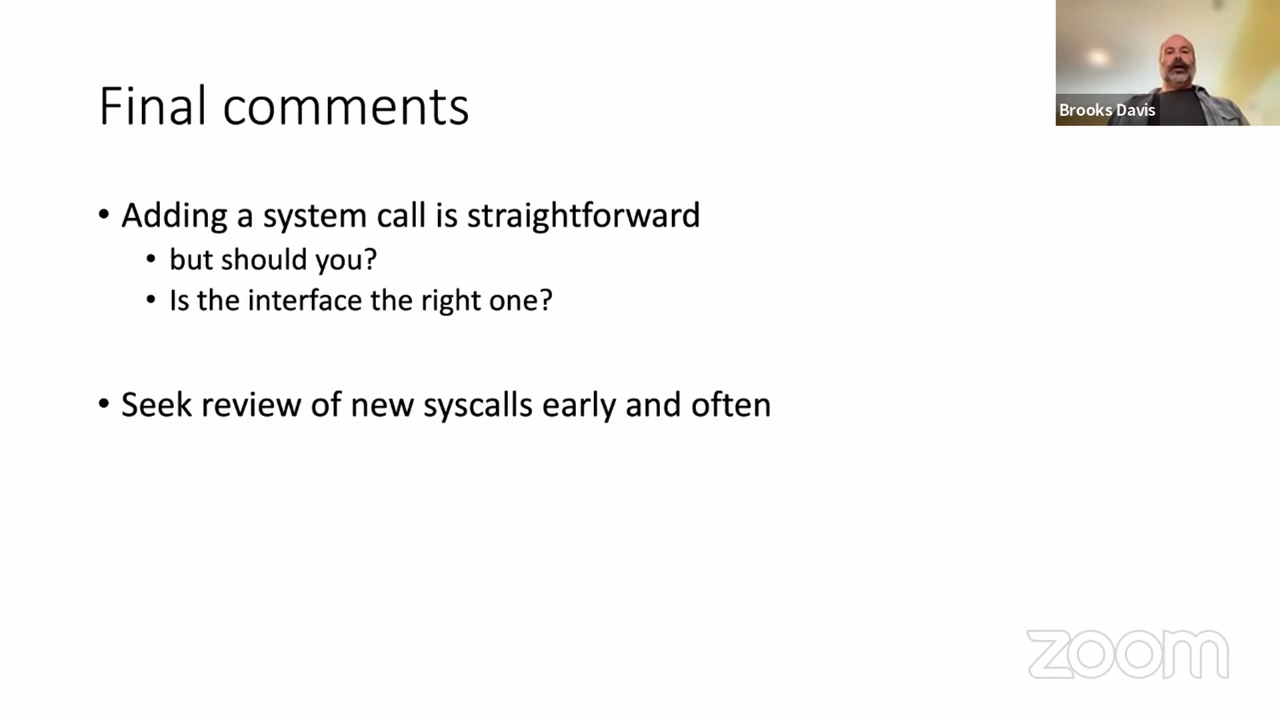 Final comments
Brooks Davis
• Adding a system call is straightforward
• but should you?
• Is the interface the right one?
• Seek review of new syscalls early and often
zoom